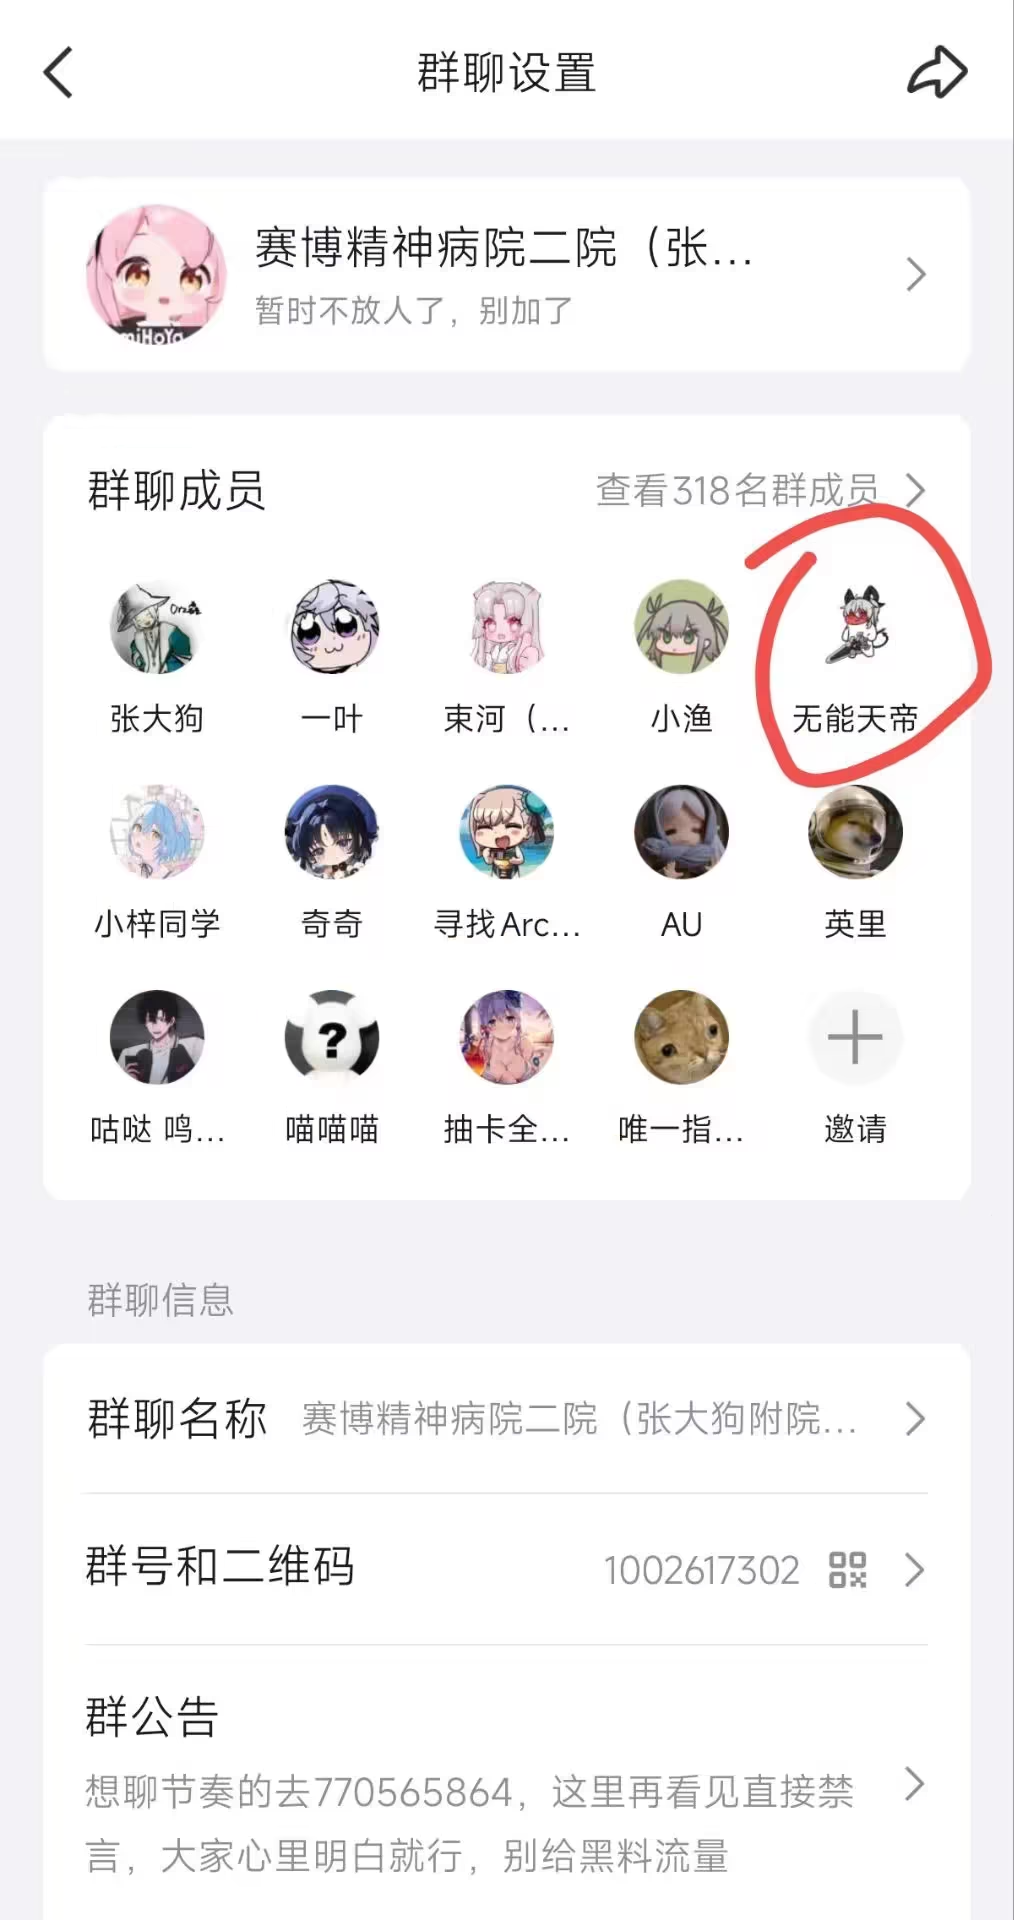 群聊设置
赛博精神病院二院（张...
暂时不放人了，别加了
miHoYo
群聊成员
查看318名群成员
张大狗
一叶
束河（...
小渔
无能天帝
小梓同学
奇奇
寻找Arc...
AU
英里
咕哒 鸣...
?
喵喵喵
抽卡全...
唯一指...
邀请
群聊信息
群聊名称 赛博精神病院二院（张大狗附院...
群号和二维码 1002617302
群公告
想聊节奏的去770565864，这里再看见直接禁
言，大家心里明白就行，别给黑料流量